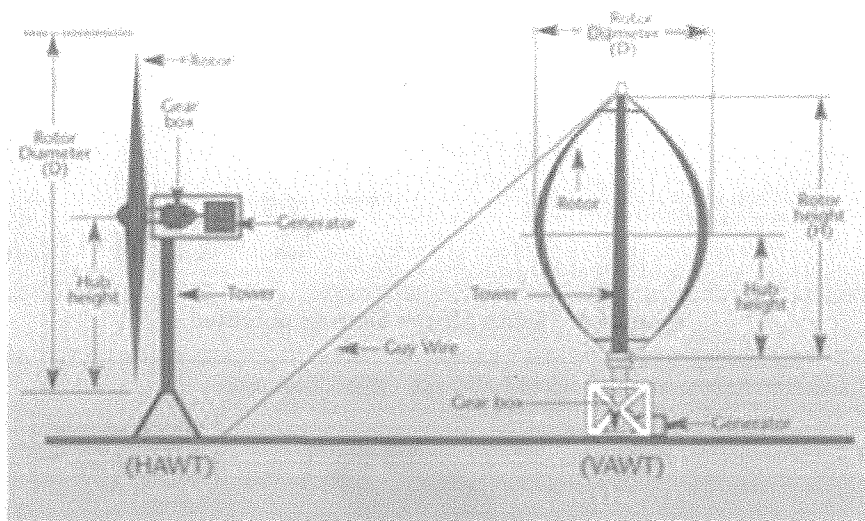 Rotor
Gear
box
Rotor
Diameter
(D)
Generator
Hub
height
Tower
(HAWT)
Guy Wire
Rotor
Diameter
(D)
Rotor
Rotor
height
(H)
Tower
Hub
height
Gear box
Generator
(VAWT)